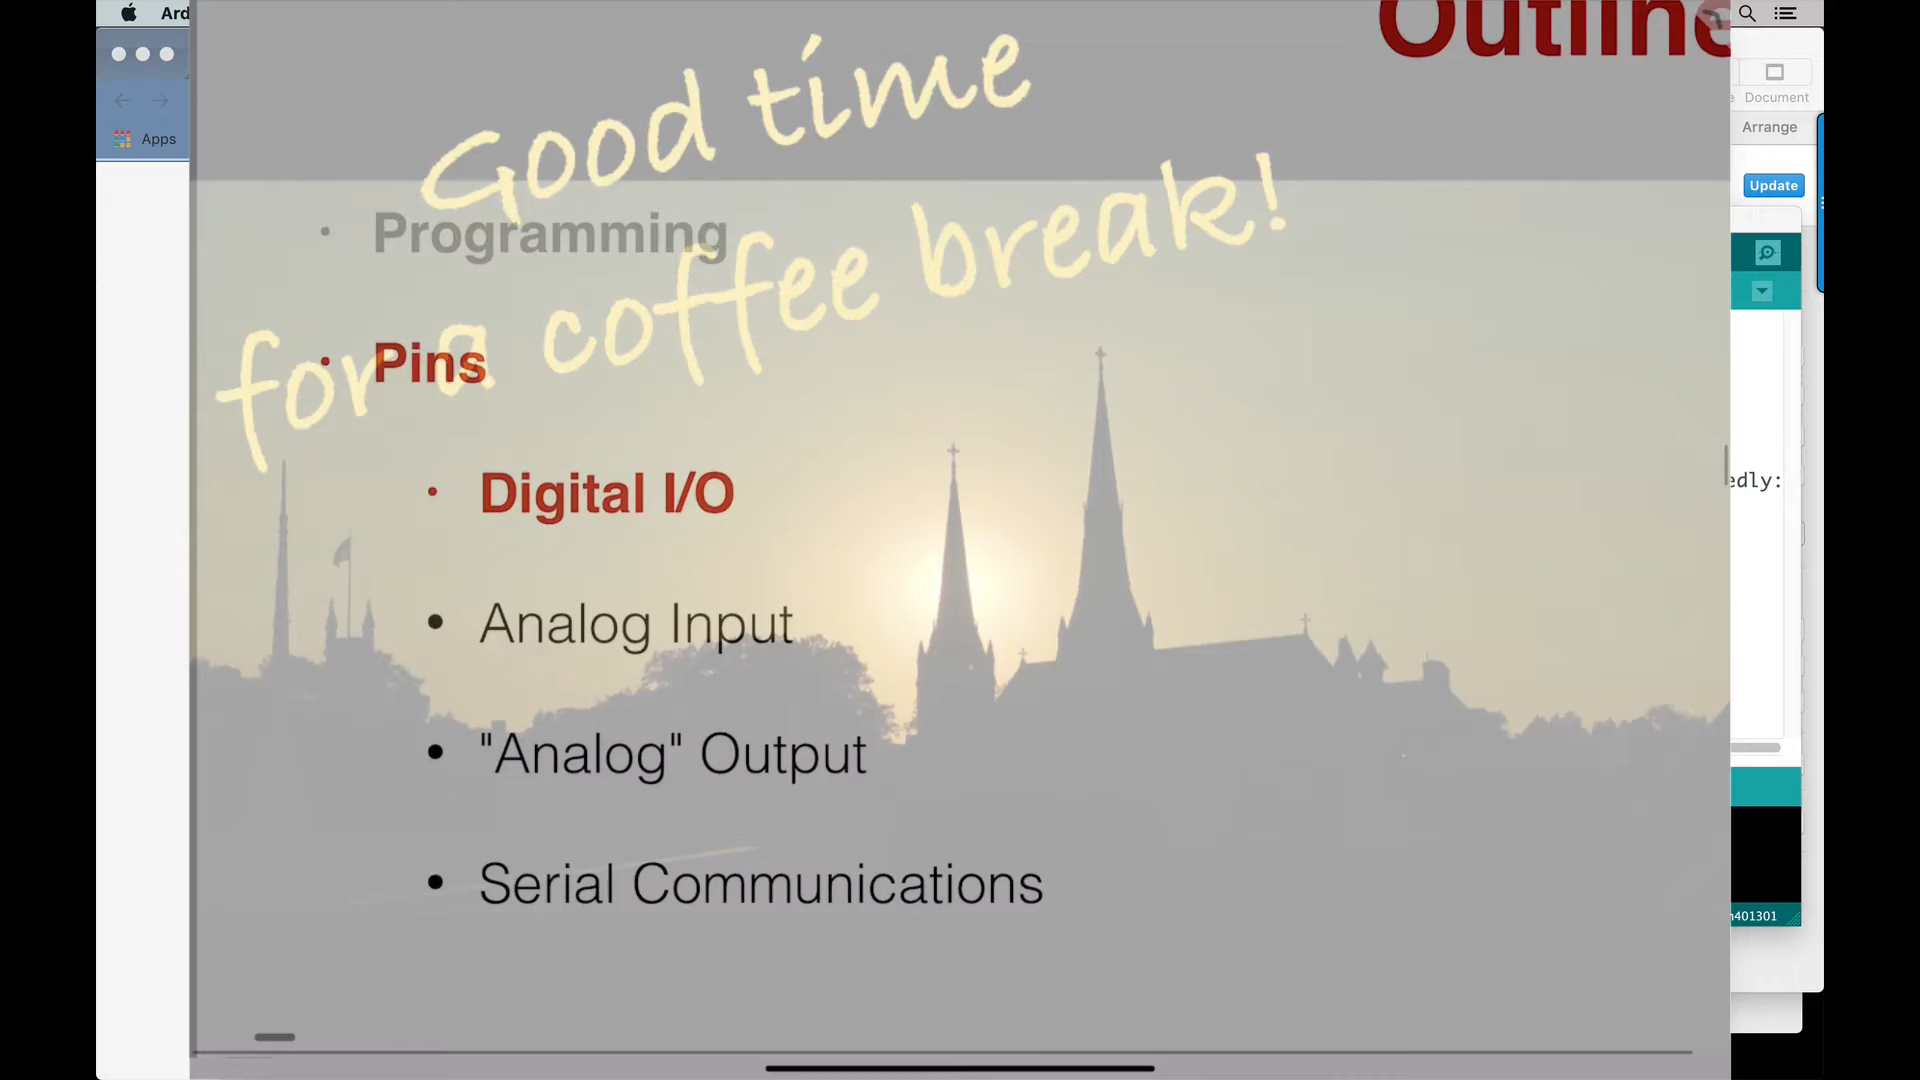 Ard
Outline
Document
Arrange
Apps
Update
Good time
for a coffee break!
Programming
Pins
Digital I/O
Analog Input
"Analog" Output
Serial Communications
edly:
401301